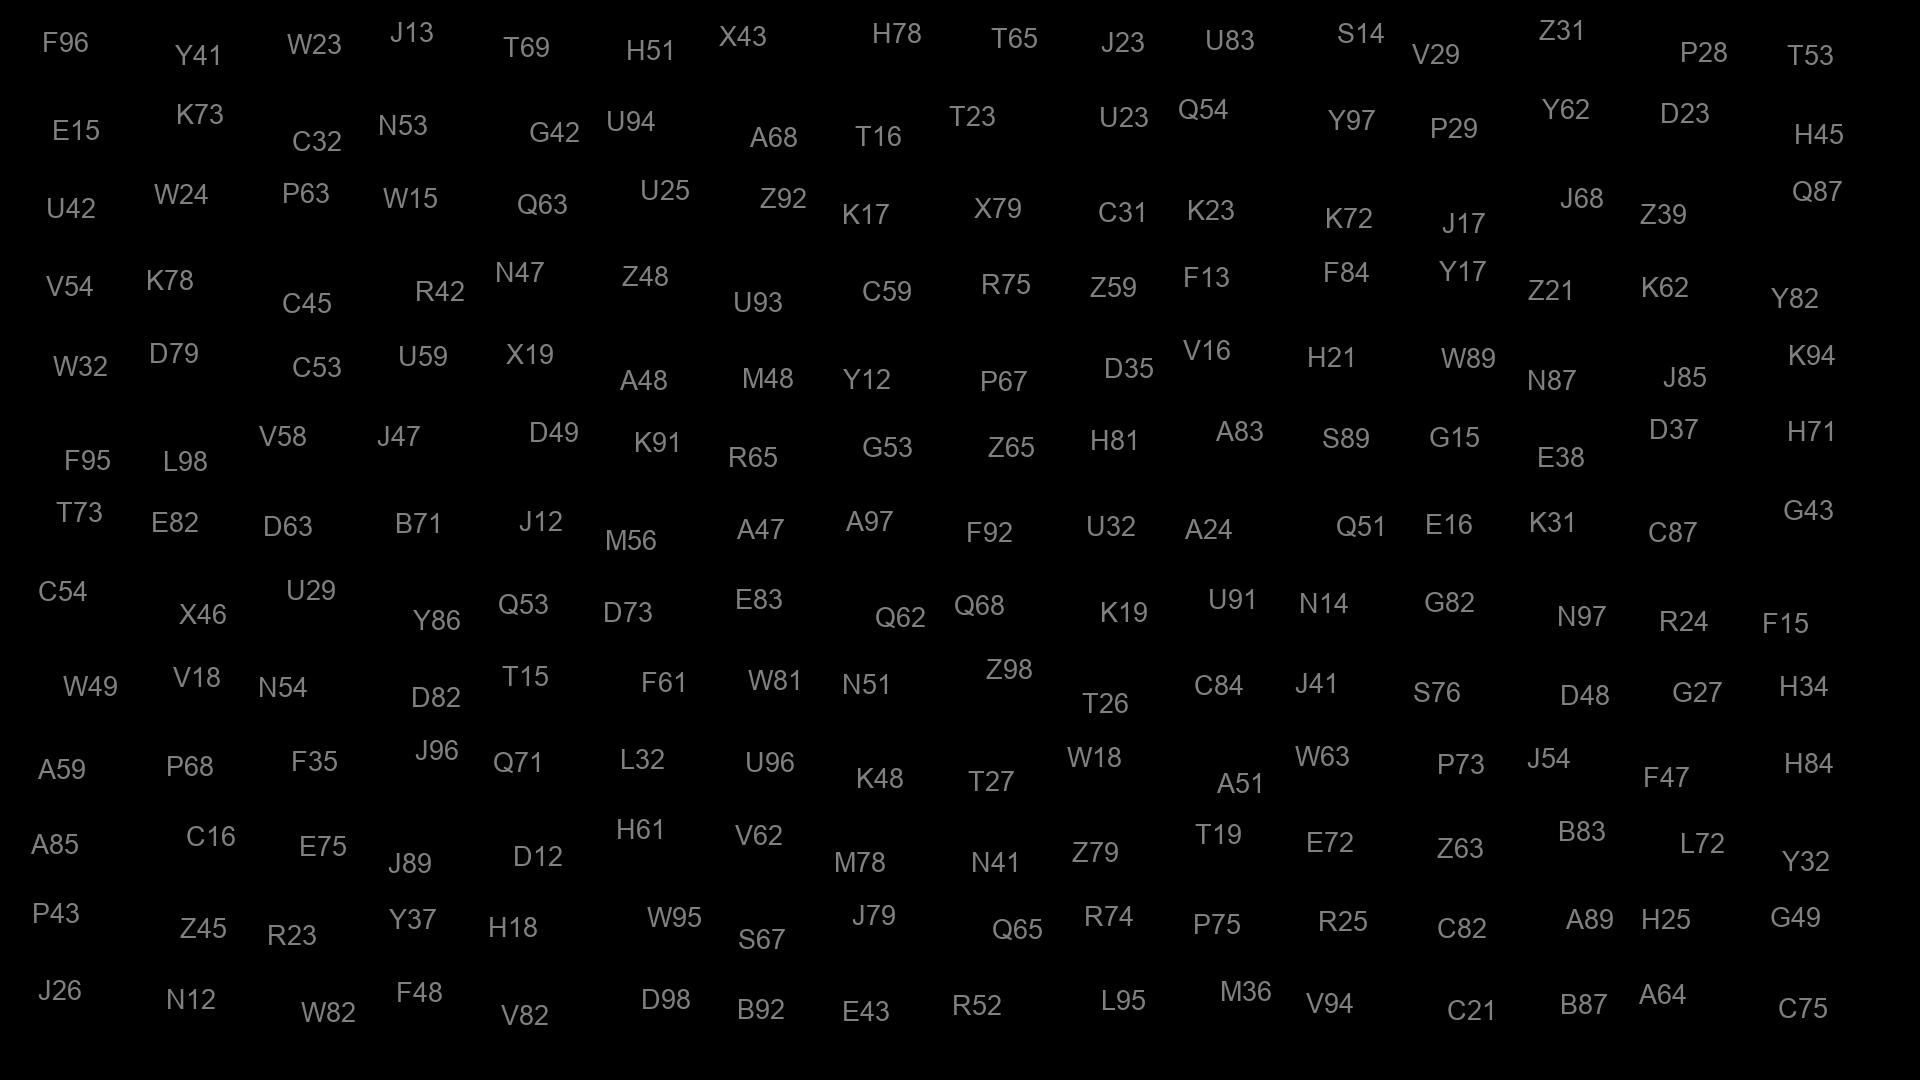 F96 Y41 W23 J13 T69 H51 X43 H78 T65 J23 U83 S14 V29 Z31 P28 T53
E15 K73 C32 N53 G42 U94 A68 T16 T23 U23 Q54 Y97 P29 Y62 D23 H45
U42 W24 P63 W15 Q63 U25 Z92 K17 X79 C31 K23 K72 J17 J68 Z39 Q87
V54 K78 C45 R42 N47 Z48 U93 C59 R75 Z59 F13 F84 Y17 Z21 K62 Y82
W32 D79 C53 U59 X19 A48 M48 Y12 P67 D35 V16 H21 W89 N87 J85 K94
F95 L98 V58 J47 D49 K91 R65 G53 Z65 H81 A83 S89 G15 E38 D37 H71
T73 E82 D63 B71 J12 M56 A47 A97 F92 U32 A24 Q51 E16 K31 C87 G43
C54 X46 U29 Y86 Q53 D73 E83 Q62 Q68 K19 U91 N14 G82 N97 R24 F15
W49 V18 N54 D82 T15 F61 W81 N51 Z98 T26 C84 J41 S76 D48 G27 H34
A59 P68 F35 J96 Q71 L32 U96 K48 T27 W18 A51 W63 P73 J54 F47 H84
A85 C16 E75 J89 D12 H61 V62 M78 N41 Z79 T19 E72 Z63 B83 L72 Y32
P43 Z45 R23 Y37 H18 W95 S67 J79 Q65 R74 P75 R25 C82 A89 H25 G49
J26 N12 W82 F48 V82 D98 B92 E43 R52 L95 M36 V94 C21 B87 A64 C75